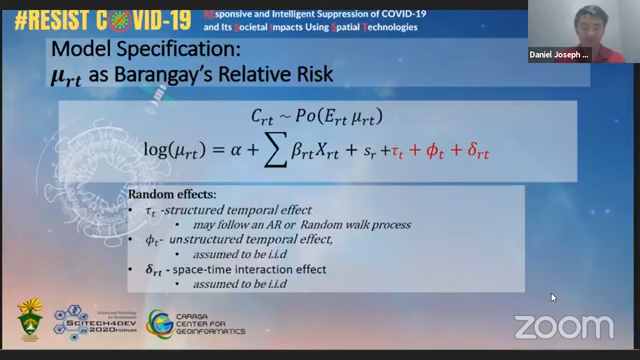 #RESIST COVID-19
REsponsive and Intelligent Suppression of COVID-19
and Its Societal Impacts Using Spatial Technologies
Daniel Joseph ...
Model Specification:
μrt as Barangay's Relative Risk
Crt ~ Po(Ert μrt)
log(μrt) = α + ∑ βrtXrt + sr +τt + ϕt + δrt
Random effects:
• τt -structured temporal effect
• may follow an AR or Random walk process
• ϕt- unstructured temporal effect,
• assumed to be i.i.d
• δrt - space-time interaction effect
• assumed to be i.i.d
SCITECH4DEV
2020FORUM
CARAGA
CENTER FOR
GEOINFORMATICS
zoom